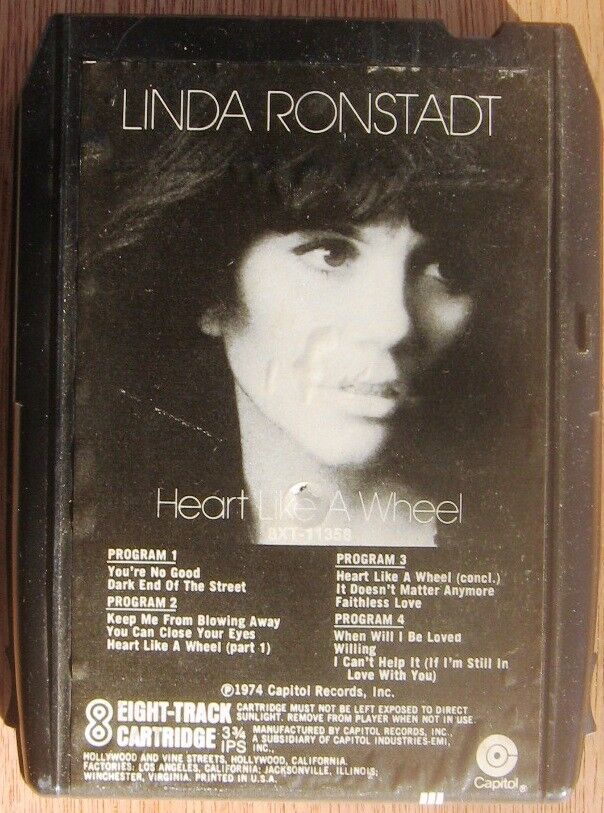 LINDA RONSTADT
Heart Like A Wheel
8XT-11358
PROGRAM 1
You're No Good
Dark End Of The Street
PROGRAM 2
Keep Me From Blowing Away
You Can Close Your Eyes
Heart Like A Wheel (part 1)
PROGRAM 3
Heart Like A Wheel (concl.)
It Doesn't Matter Anymore
Faithless Love
PROGRAM 4
When Will I Be Loved
Willing
I Can't Help It (If I'm Still In
Love With You)
℗1974 Capitol Records, Inc.
8 EIGHT-TRACK
CARTRIDGE 3¾
IPS
CARTRIDGE MUST NOT BE LEFT EXPOSED TO DIRECT
SUNLIGHT. REMOVE FROM PLAYER WHEN NOT IN USE.
MANUFACTURED BY CAPITOL RECORDS, INC.,
A SUBSIDIARY OF CAPITOL INDUSTRIES-EMI,
INC.,
HOLLYWOOD AND VINE STREETS, HOLLYWOOD, CALIFORNIA.
FACTORIES: LOS ANGELES, CALIFORNIA; JACKSONVILLE, ILLINOIS;
WINCHESTER, VIRGINIA. PRINTED IN U.S.A.
Capitol®